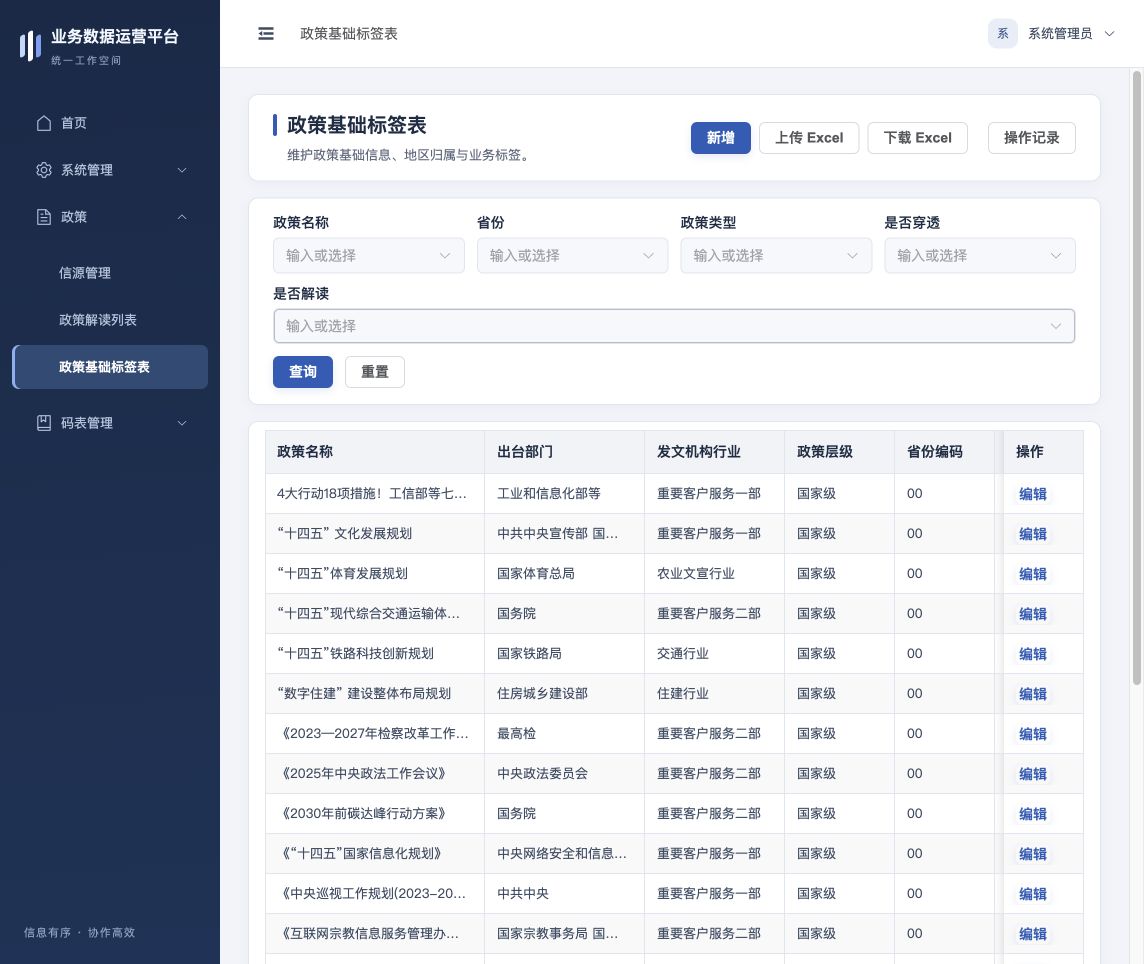 业务数据运营平台
统一工作空间
首页
系统管理
政策
信源管理
政策解读列表
政策基础标签表
码表管理
信息有序 · 协作高效
政策基础标签表
系 系统管理员
政策基础标签表
维护政策基础信息、地区归属与业务标签。
新增 上传 Excel 下载 Excel 操作记录
政策名称 省份 政策类型 是否穿透
输入或选择 输入或选择 输入或选择 输入或选择
是否解读
输入或选择
查询 重置
政策名称 出台部门 发文机构行业 政策层级 省份编码 操作
4大行动18项措施！工信部等七... 工业和信息化部等 重要客户服务一部 国家级 00 编辑
“十四五” 文化发展规划 中共中央宣传部 国... 重要客户服务一部 国家级 00 编辑
“十四五”体育发展规划 国家体育总局 农业文宣行业 国家级 00 编辑
“十四五”现代综合交通运输体... 国务院 重要客户服务二部 国家级 00 编辑
“十四五”铁路科技创新规划 国家铁路局 交通行业 国家级 00 编辑
“数字住建” 建设整体布局规划 住房城乡建设部 住建行业 国家级 00 编辑
《2023—2027年检察改革工作... 最高检 重要客户服务二部 国家级 00 编辑
《2025年中央政法工作会议》 中央政法委员会 重要客户服务二部 国家级 00 编辑
《2030年前碳达峰行动方案》 国务院 重要客户服务二部 国家级 00 编辑
《“十四五”国家信息化规划》 中央网络安全和信息... 重要客户服务一部 国家级 00 编辑
《中央巡视工作规划(2023–20... 中共中央 重要客户服务一部 国家级 00 编辑
《互联网宗教信息服务管理办... 国家宗教事务局 国... 重要客户服务二部 国家级 00 编辑